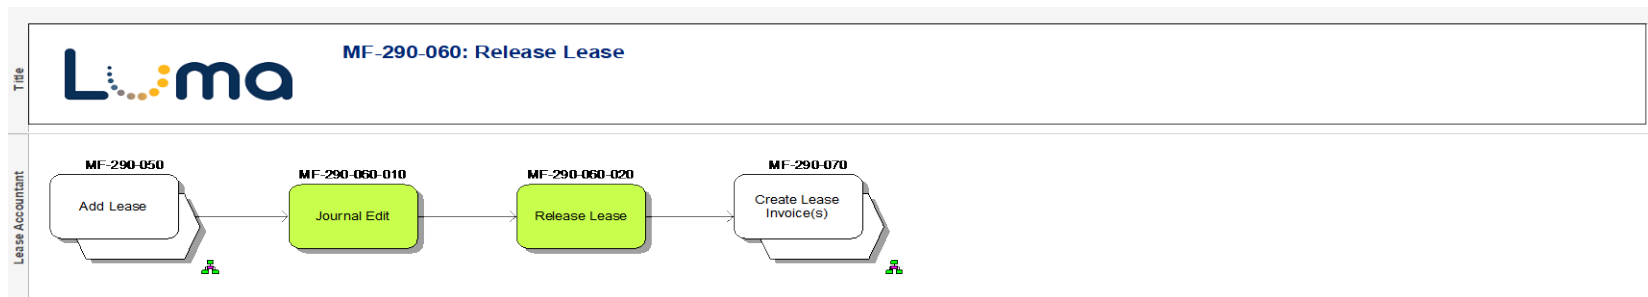 Title
Luma
MF-290-060: Release Lease
Lease Accountant
MF-290-050
Add Lease
MF-290-060-010
Journal Edit
MF-290-060-020
Release Lease
MF-290-070
Create Lease
Invoice(s)